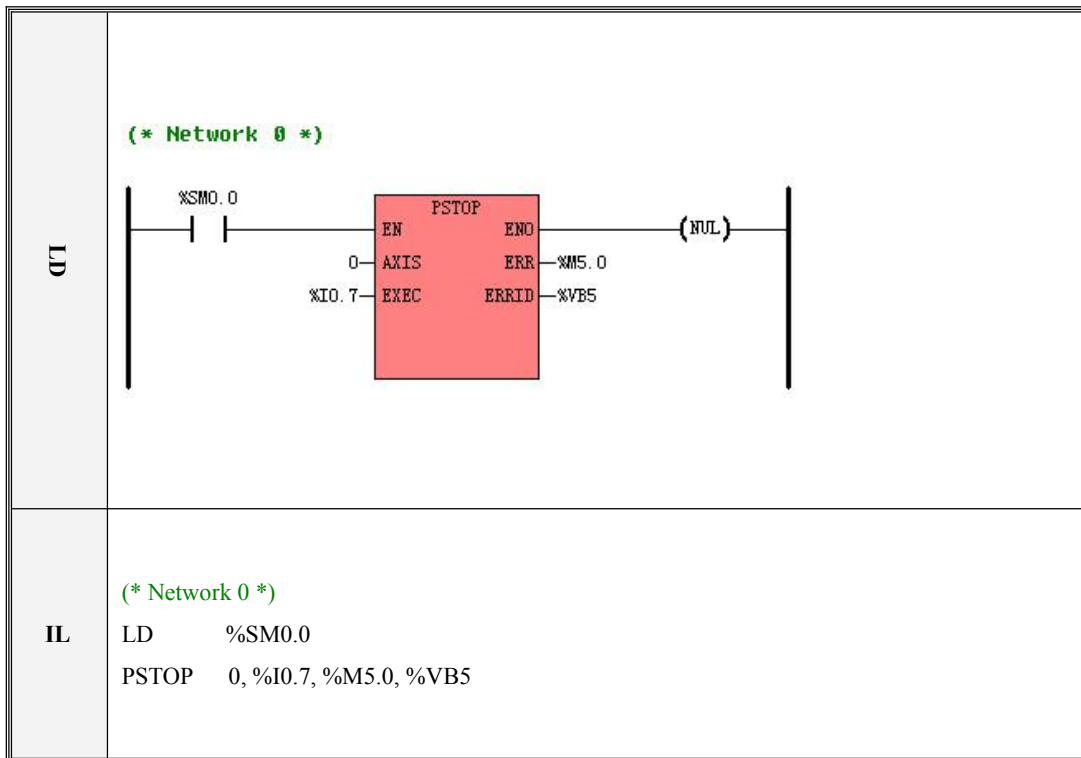 LD
(* Network 0 *)
%SM0.0
PSTOP
EN ENO
(NUL)
0 AXIS ERR %M5.0
%I0.7 EXEC ERRID %VB5
IL
(* Network 0 *)
LD %SM0.0
PSTOP 0, %I0.7, %M5.0, %VB5